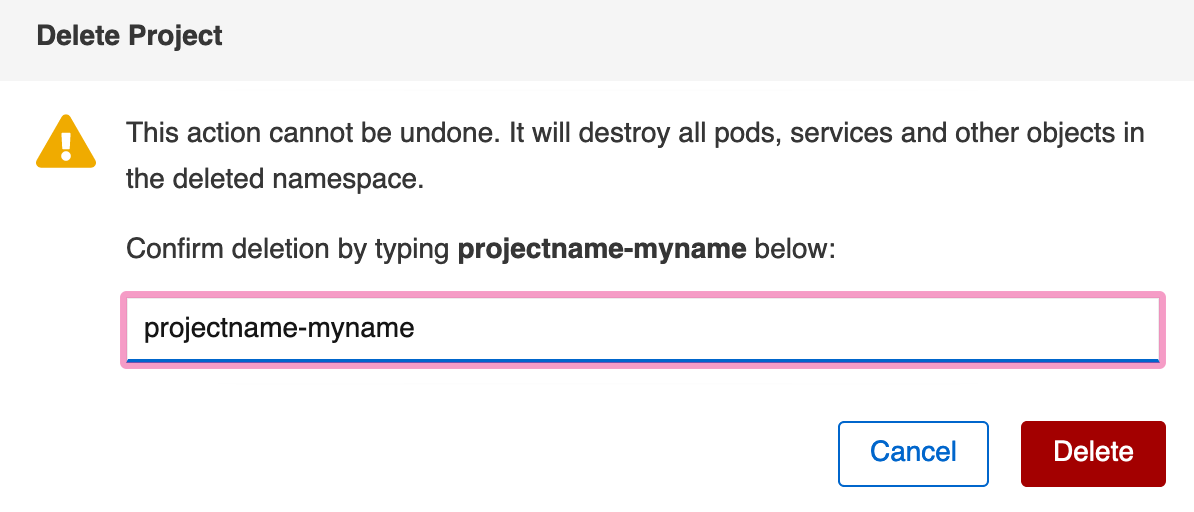 Delete Project
This action cannot be undone. It will destroy all pods, services and other objects in
the deleted namespace.
Confirm deletion by typing projectname-myname below:
projectname-myname
Cancel
Delete